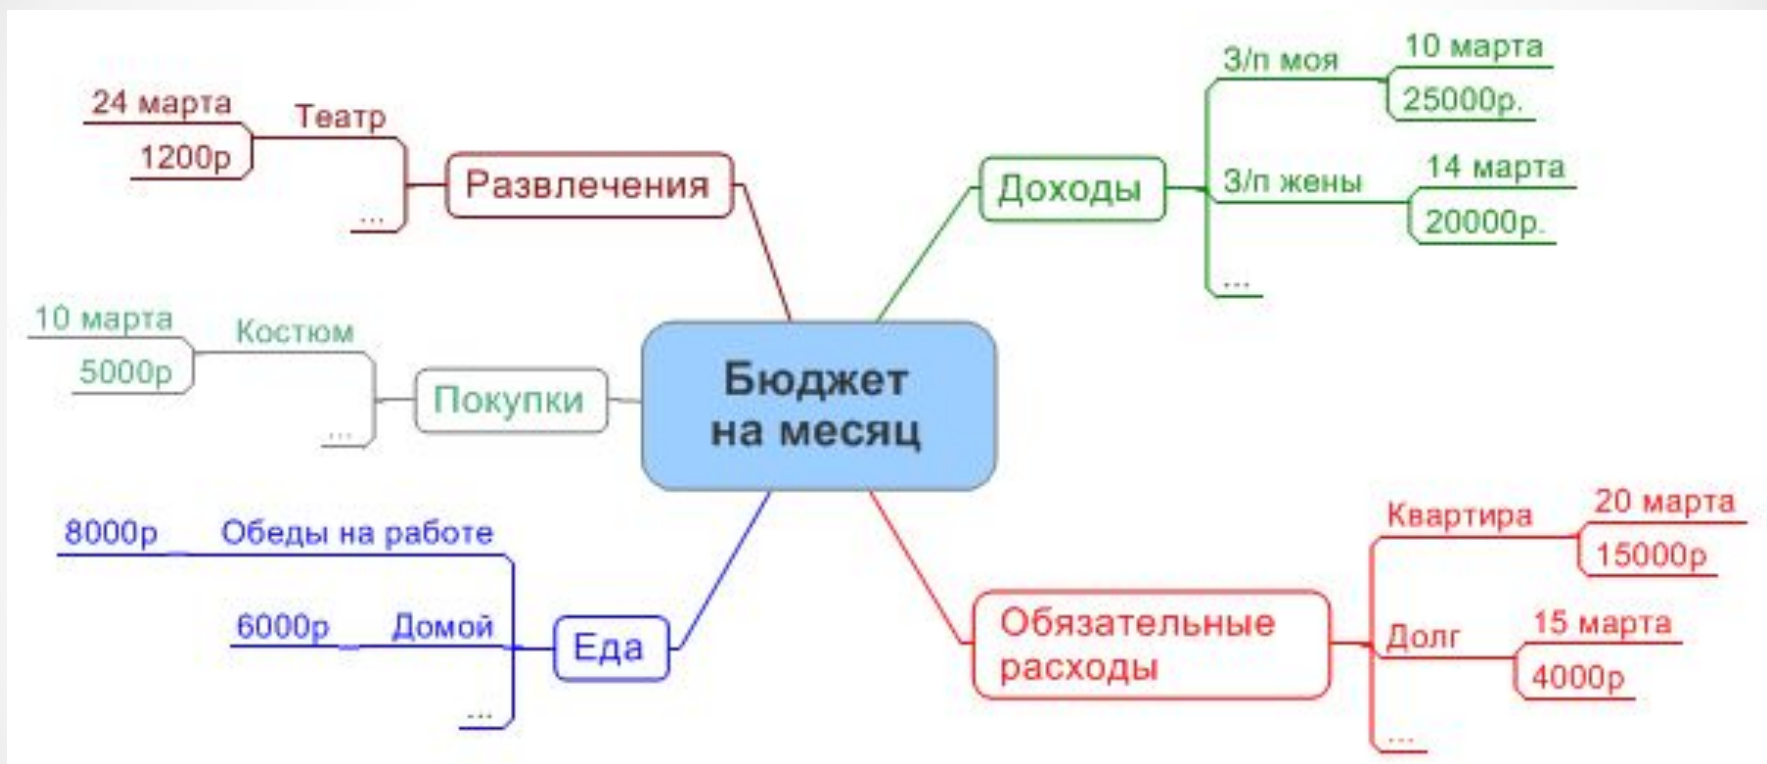 Бюджет
на месяц
Доходы
З/п моя
10 марта
25000р.
З/п жены
14 марта
20000р.
...
Обязательные
расходы
Квартира
20 марта
15000р
Долг
15 марта
4000р
...
Развлечения
Театр
24 марта
1200р
...
Покупки
Костюм
10 марта
5000р
...
Еда
Обеды на работе
8000р
Домой
6000р
...